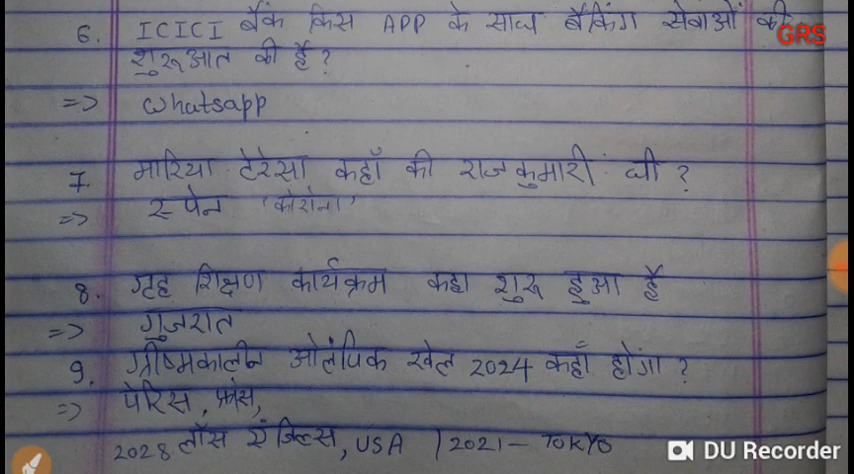 6. ICICI बैंक किस APP के साथ बैंकिंग सेवाओं की
GRS
शुरूआत की है ?
=> Whatsapp
7. मारिया टेरेसा कहाँ की राजकुमारी थी ?
=> स्पेन 'कोरोना'
8. गृह शिक्षण कार्यक्रम कहा शुरू हुआ है
=> गुजरात
9. ग्रीष्मकालीन ओलंपिक खेल 2024 कहाँ होगा ?
=> पेरिस, फ्रांस,
2028 लॉस एंजिल्स, USA / 2021 - TOKYO
DU Recorder